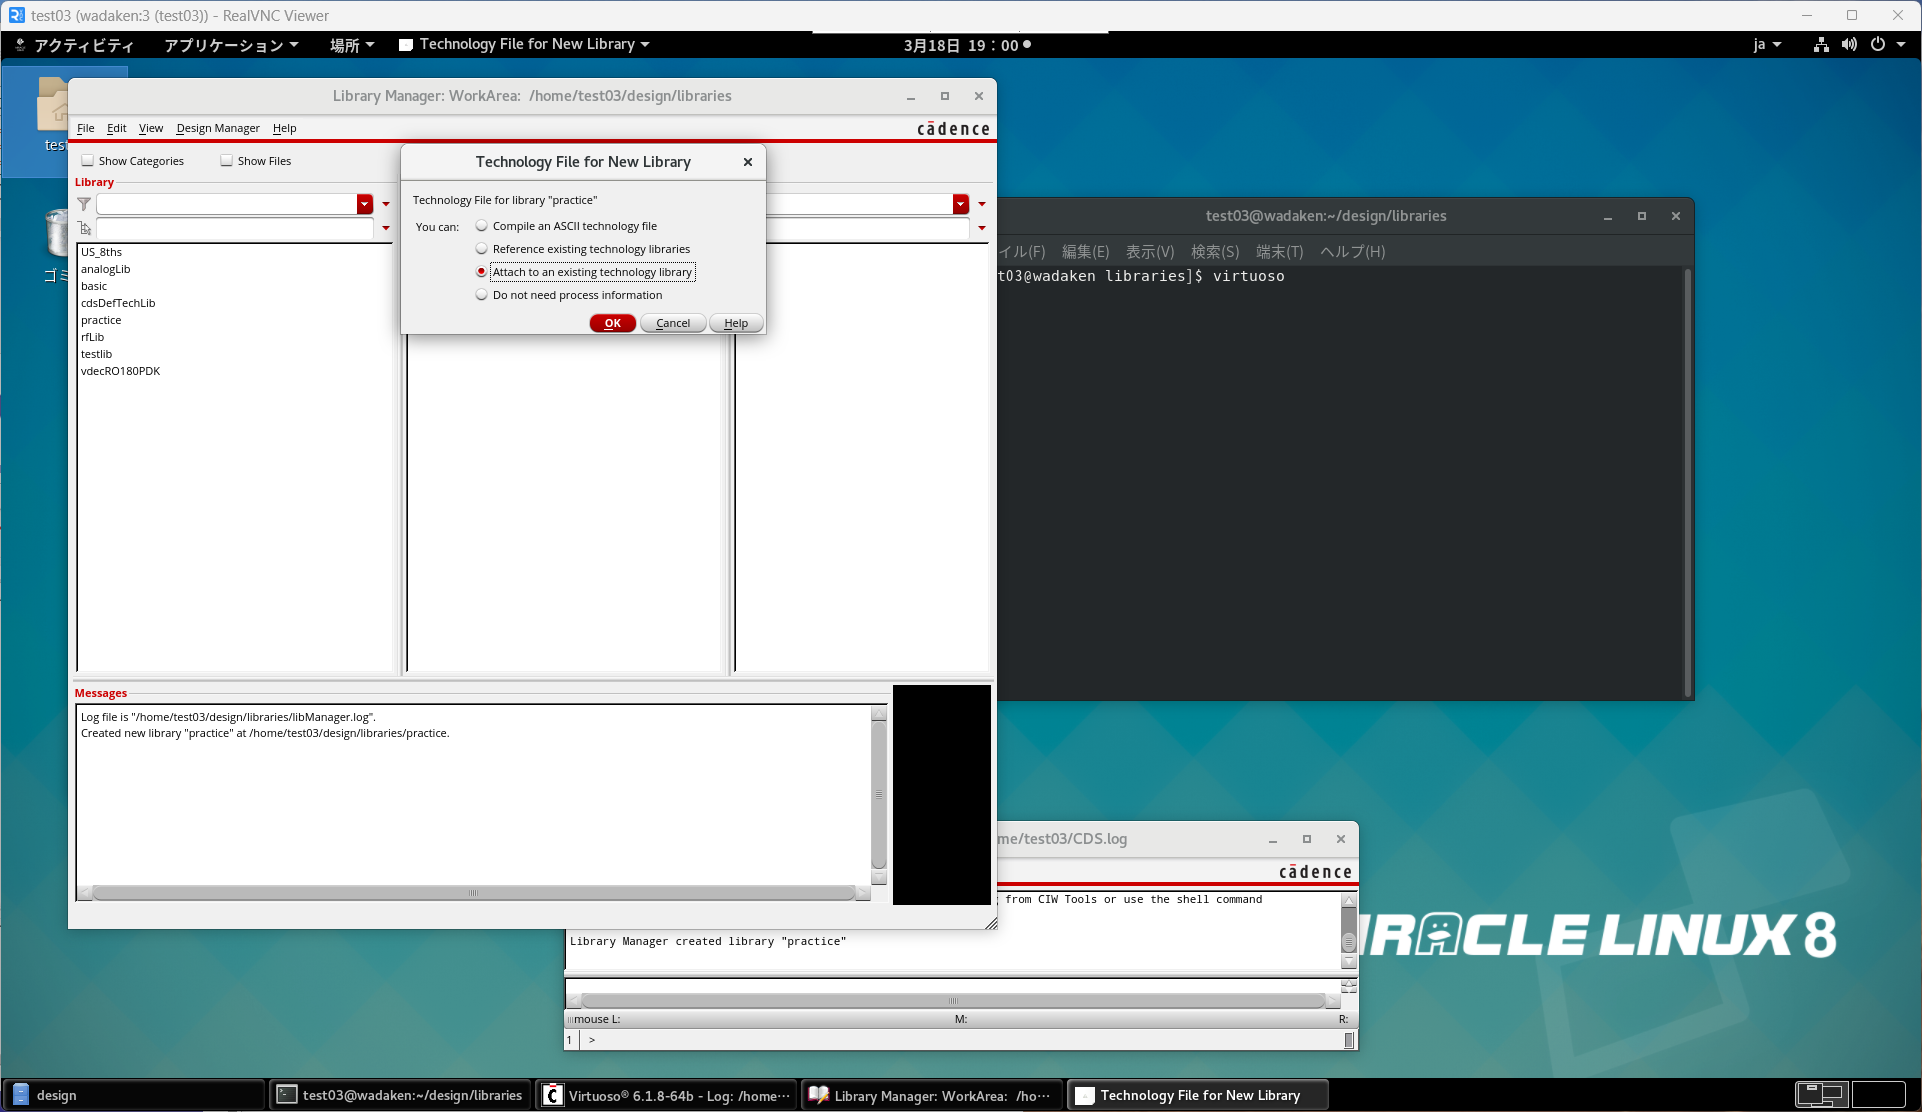 test03 (wadaken:3 (test03)) - RealVNC Viewer
アクティビティ アプリケーション 場所 Technology File for New Library 3月18日 19：00 ja
test
ゴミ
Library Manager: WorkArea: /home/test03/design/libraries
File Edit View Design Manager Help
cādence
Show Categories Show Files
Library
US_8ths
analogLib
basic
cdsDefTechLib
practice
rfLib
testlib
vdecRO180PDK
Technology File for New Library
Technology File for library "practice"
You can: Compile an ASCII technology file
Reference existing technology libraries
Attach to an existing technology library
Do not need process information
OK Cancel Help
test03@wadaken:~/design/libraries
イル(F) 編集(E) 表示(V) 検索(S) 端末(T) ヘルプ(H)
t03@wadaken libraries]$ virtuoso
Messages
Log file is "/home/test03/design/libraries/libManager.log".
Created new library "practice" at /home/test03/design/libraries/practice.
me/test03/CDS.log
cādence
from CIW Tools or use the shell command
Library Manager created library "practice"
mouse L: M: R:
1 >
IRACLE LINUX 8
design test03@wadaken:~/design/libraries Virtuoso® 6.1.8-64b - Log: /home··· Library Manager: WorkArea: /ho··· Technology File for New Library